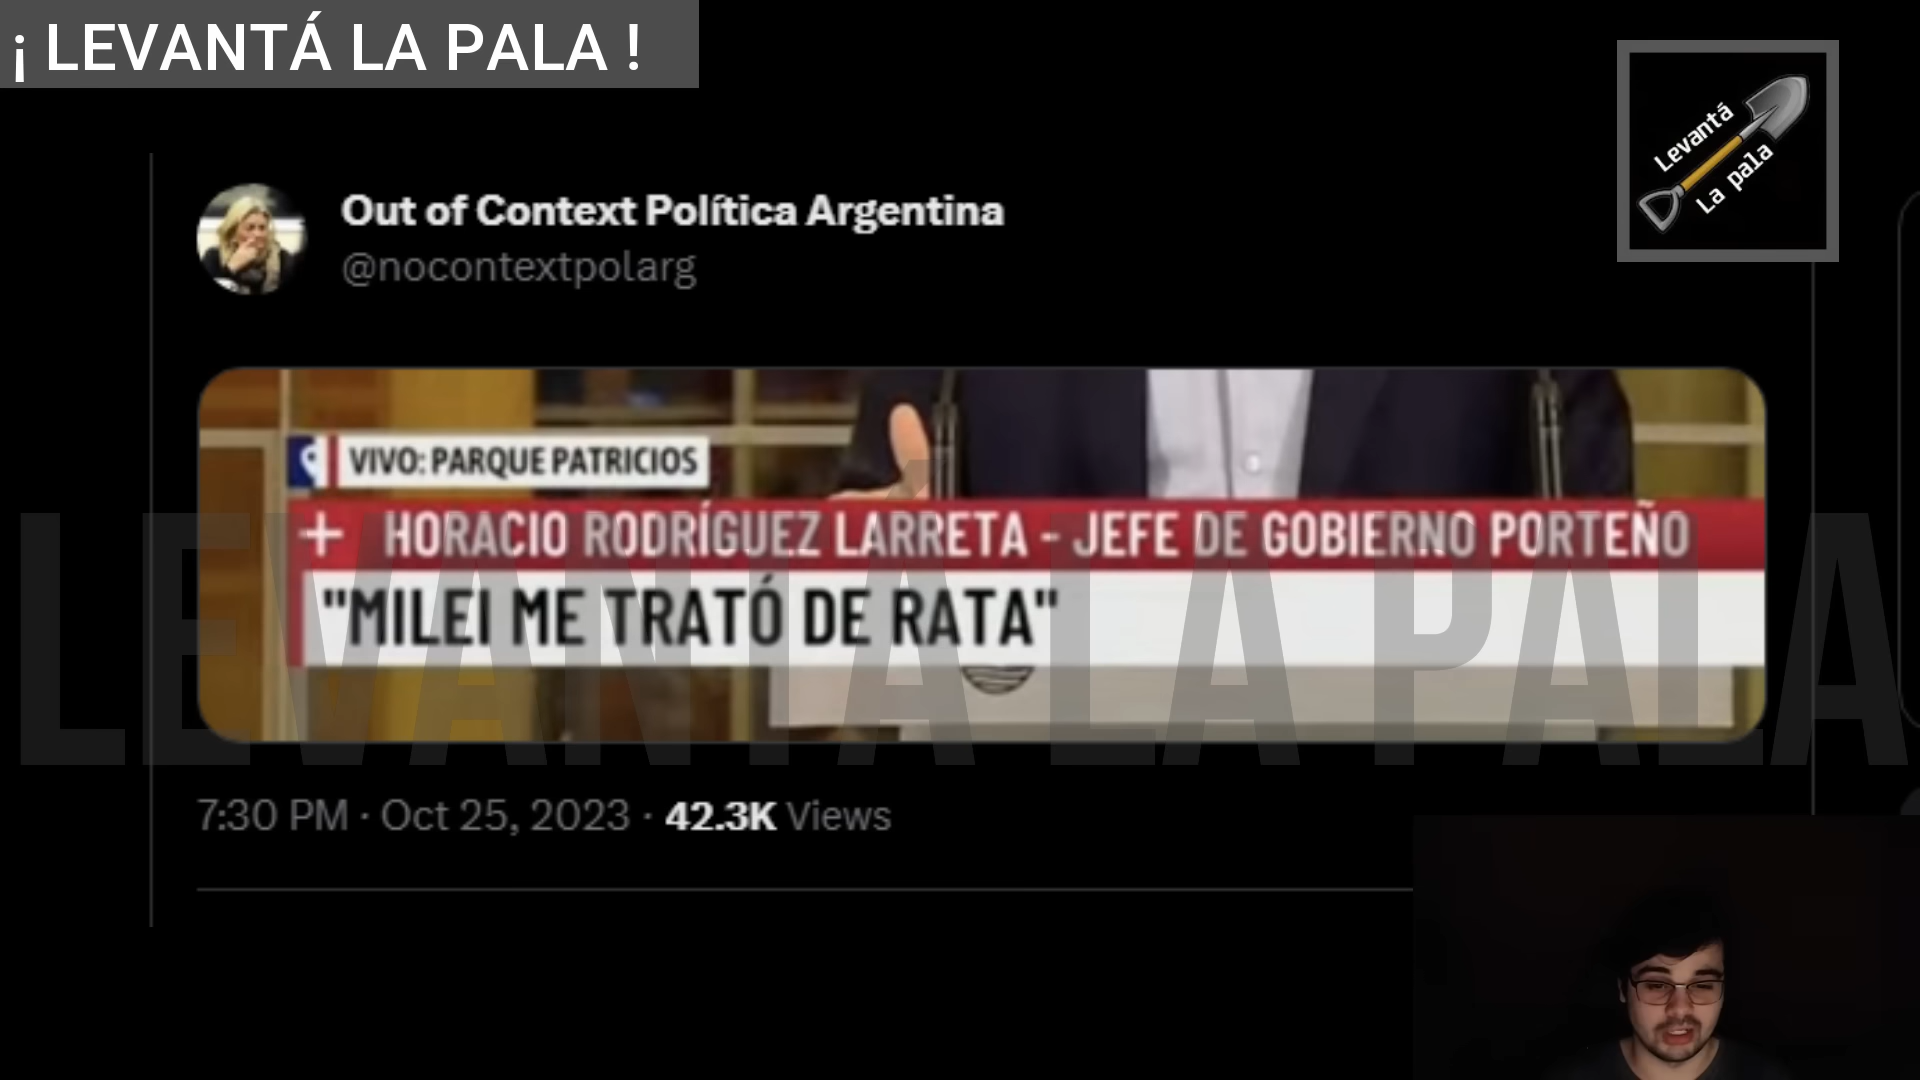 ¡ LEVANTÁ LA PALA !
Levantá
La pala
Out of Context Política Argentina
@nocontextpolarg
VIVO: PARQUE PATRICIOS
+ HORACIO RODRÍGUEZ LARRETA - JEFE DE GOBIERNO PORTEÑO
"MILEI ME TRATÓ DE RATA"
LEVANTÁ LA PALA
7:30 PM · Oct 25, 2023 · 42.3K Views